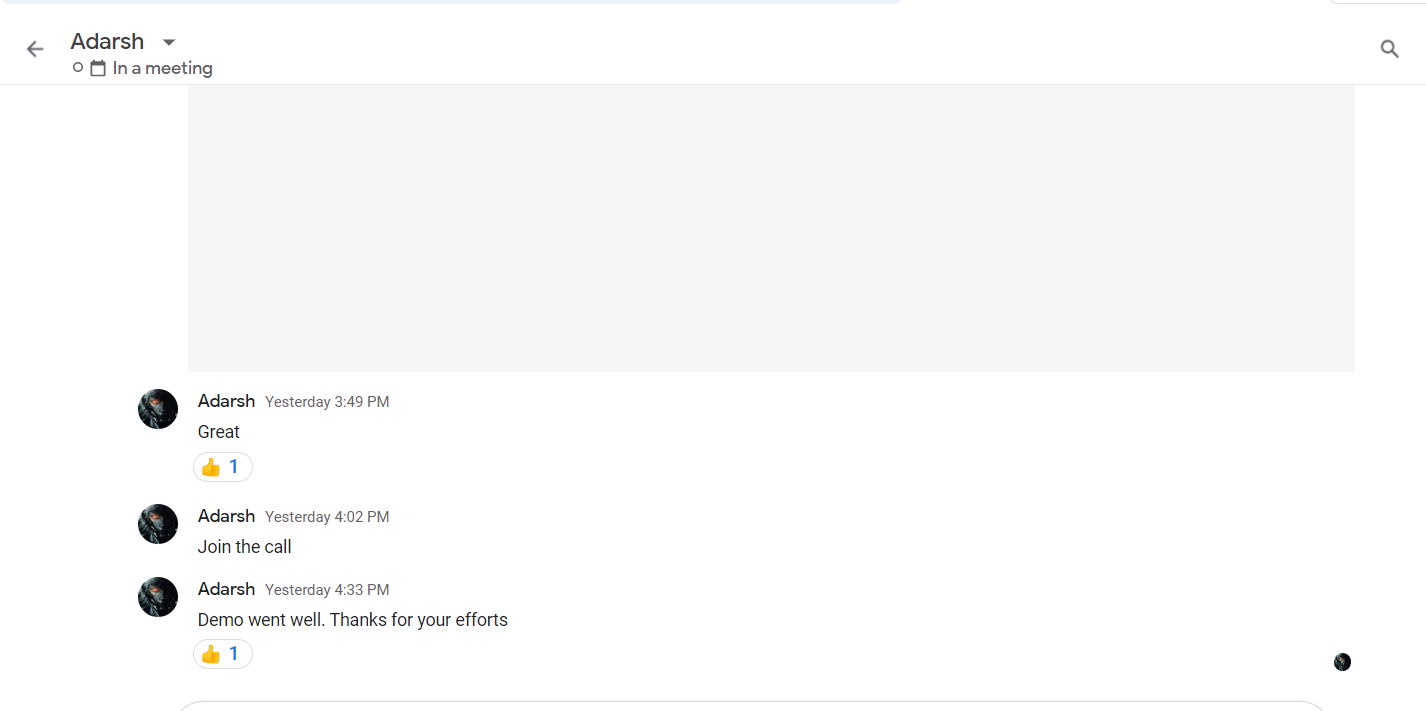 Adarsh
In a meeting
Adarsh Yesterday 3:49 PM
Great
👍 1
Adarsh Yesterday 4:02 PM
Join the call
Adarsh Yesterday 4:33 PM
Demo went well. Thanks for your efforts
👍 1